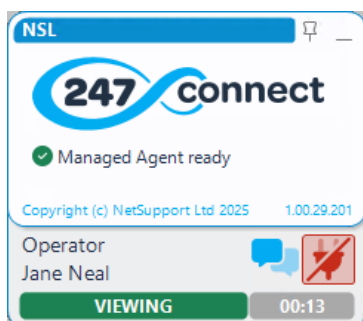 NSL
247 connect
Managed Agent ready
Copyright (c) NetSupport Ltd 2025 1.00.29.201
Operator
Jane Neal
VIEWING 00:13